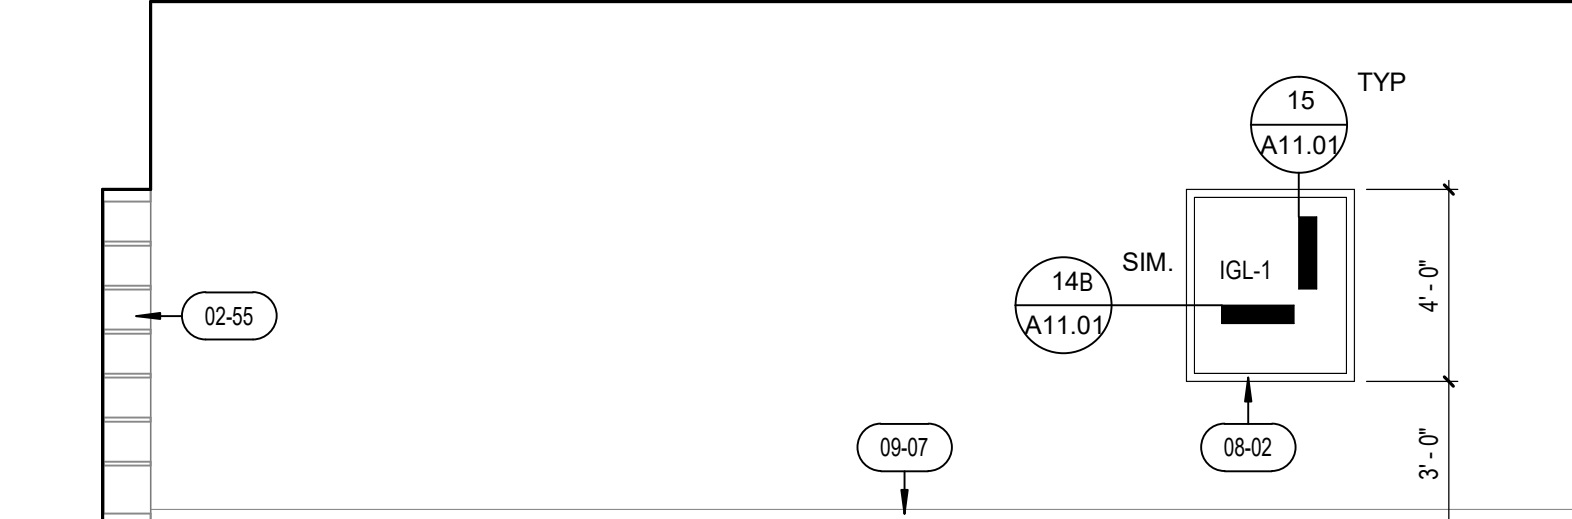 TYP
15
A11.01
SIM.
14B
A11.01
IGL-1
4' - 0"
02-55
09-07
08-02
3' - 0"